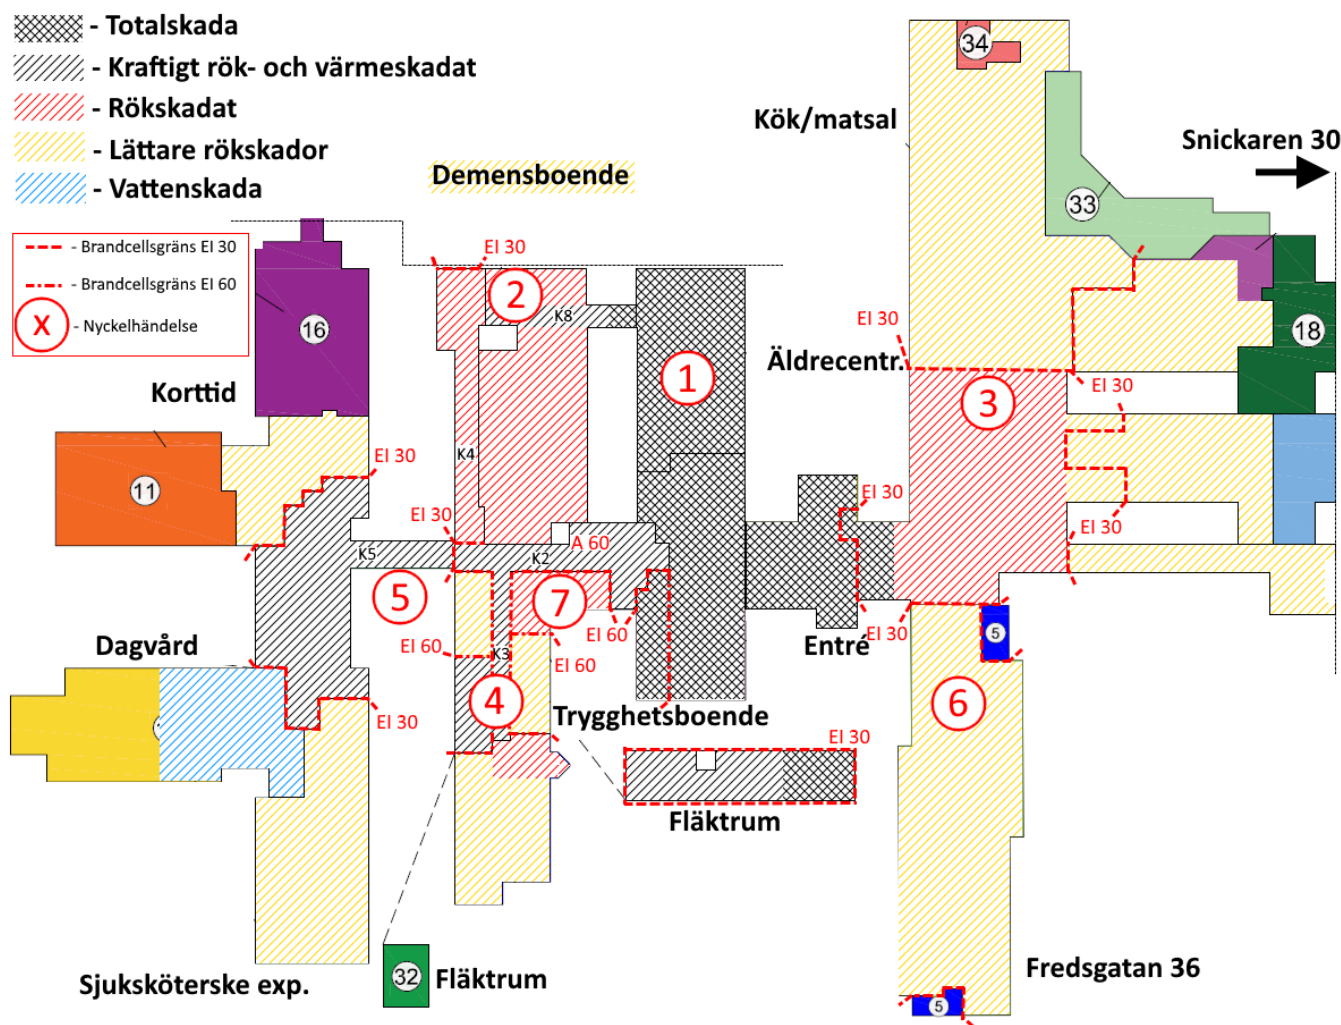 - Totalskada
- Kraftigt rök- och värmeskadat
- Rökskadat
- Lättare rökskador
- Vattenskada
- Brandcellsgräns EI 30
- Brandcellsgräns EI 60
X - Nyckelhändelse
Demensboende
Kök/matsal
Snickaren 30
34
33
EI 30
2
K8
16
EI 30
18
Äldrecentr.
1
3
EI 30
Korttid
K4
EI 30
11
EI 30
EI 30
EI 30
A 60
K5
K2
5
7
EI 60
EI 30
5
Dagvård
EI 60
K3
EI 60
Entré
4
6
EI 30
Trygghetsboende
EI 30
Fläktrum
32
Fläktrum
Sjuksköterske exp.
Fredsgatan 36
5